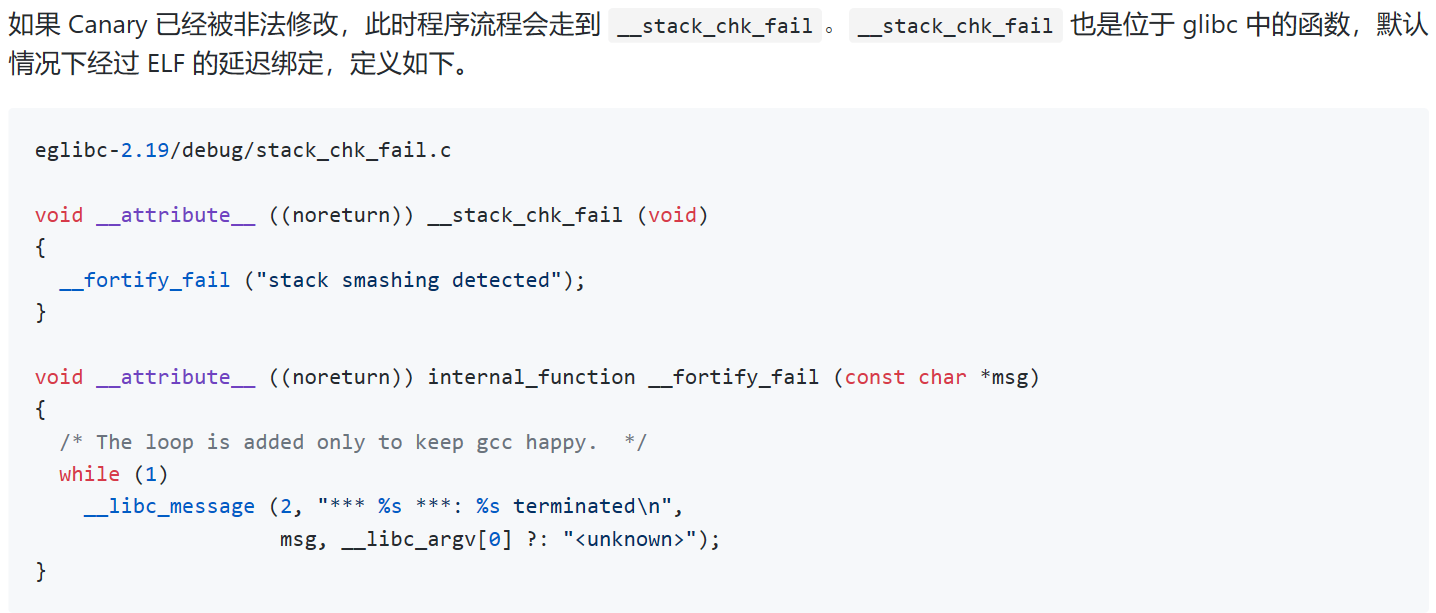 如果 Canary 已经被非法修改，此时程序流程会走到 __stack_chk_fail 。 __stack_chk_fail 也是位于 glibc 中的函数，默认
情况下经过 ELF 的延迟绑定，定义如下。
eglibc-2.19/debug/stack_chk_fail.c
void __attribute__ ((noreturn)) __stack_chk_fail (void)
{
  __fortify_fail ("stack smashing detected");
}
void __attribute__ ((noreturn)) internal_function __fortify_fail (const char *msg)
{
  /* The loop is added only to keep gcc happy.  */
  while (1)
    __libc_message (2, "*** %s ***: %s terminated\n",
                    msg, __libc_argv[0] ?: "<unknown>");
}